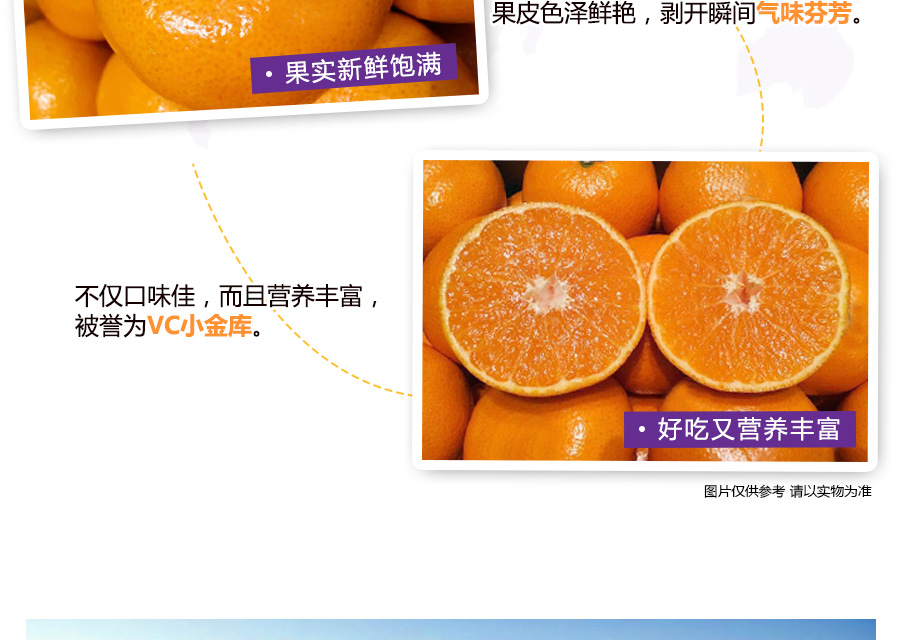 果皮色泽鲜艳，剥开瞬间气味芬芳。
• 果实新鲜饱满
不仅口味佳，而且营养丰富，
被誉为VC小金库。
• 好吃又营养丰富
图片仅供参考 请以实物为准